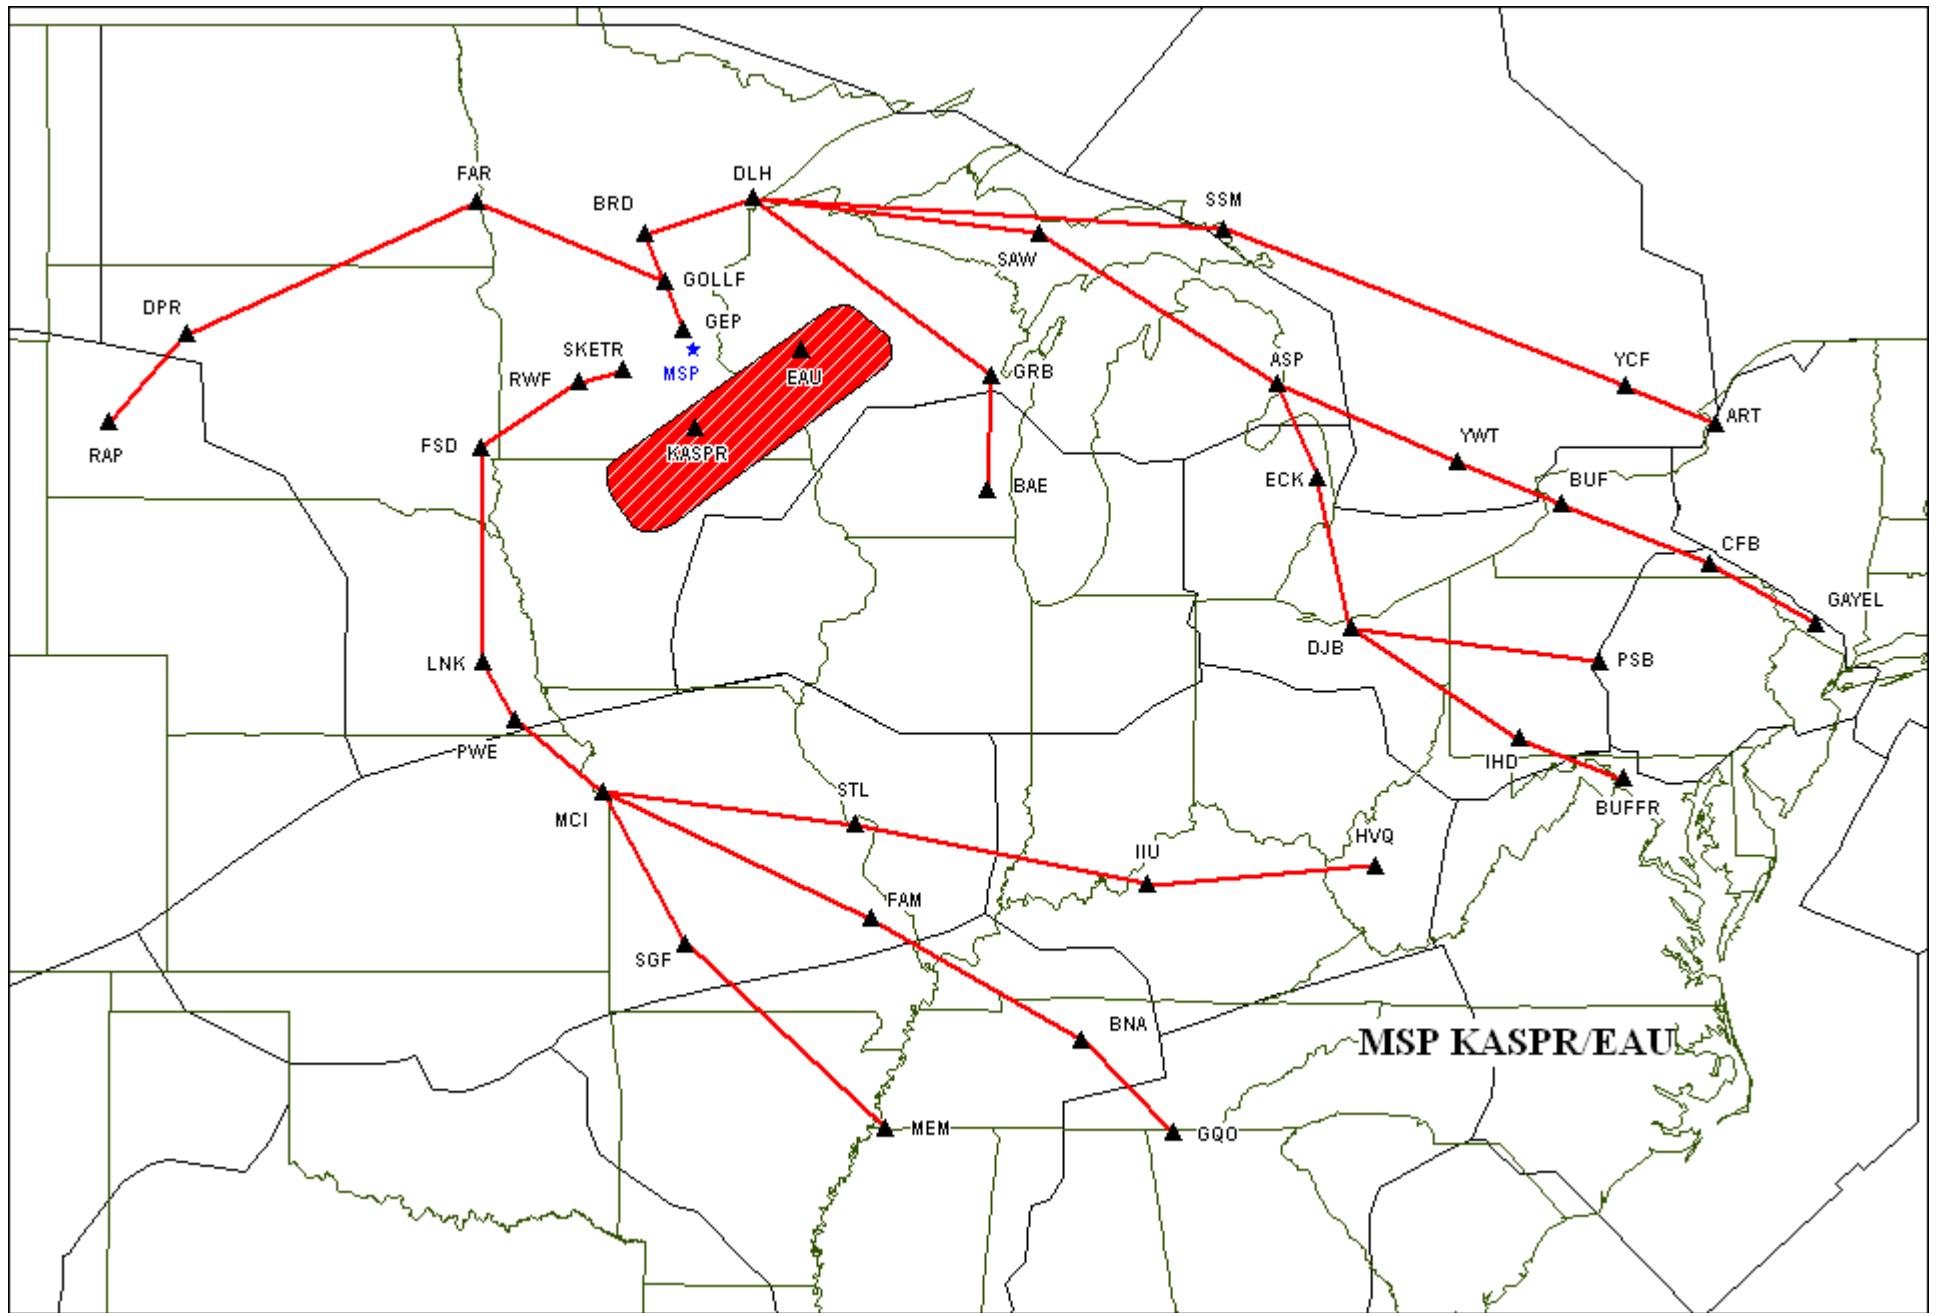 FAR
DLH
BRD
SSM
SAW
GOLLF
DPR
GEP
SKETR
MSP
RWF
EAU
GRB
ASP
YCF
ART
RAP
FSD
KASPR
YWT
BAE
ECK
BUF
CFB
GAYEL
DJB
PSB
LNK
PWE
IHD
BUFFR
MCI
STL
IIU
HVQ
FAM
SGF
BNA
MSP KASPR/EAU
MEM
GQO